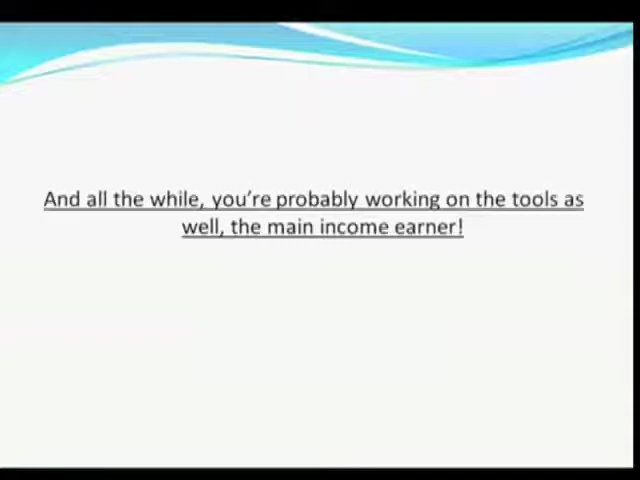 And all the while, you’re probably working on the tools as
well, the main income earner!